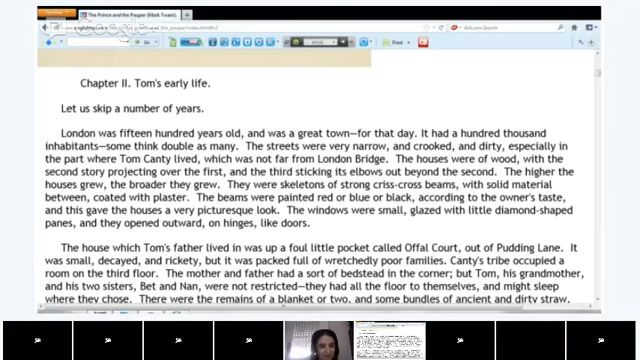 The Prince and the Pauper (Mark Twain).
Print
Chapter II. Tom's early life.
Let us skip a number of years.
London was fifteen hundred years old, and was a great town—for that day. It had a hundred thousand
inhabitants—some think double as many. The streets were very narrow, and crooked, and dirty, especially in
the part where Tom Canty lived, which was not far from London Bridge. The houses were of wood, with the
second story projecting over the first, and the third sticking its elbows out beyond the second. The higher the
houses grew, the broader they grew. They were skeletons of strong criss-cross beams, with solid material
between, coated with plaster. The beams were painted red or blue or black, according to the owner's taste,
and this gave the houses a very picturesque look. The windows were small, glazed with little diamond-shaped
panes, and they opened outward, on hinges, like doors.
The house which Tom's father lived in was up a foul little pocket called Offal Court, out of Pudding Lane. It
was small, decayed, and rickety, but it was packed full of wretchedly poor families. Canty's tribe occupied a
room on the third floor. The mother and father had a sort of bedstead in the corner; but Tom, his grandmother,
and his two sisters, Bet and Nan, were not restricted—they had all the floor to themselves, and might sleep
where they chose. There were the remains of a blanket or two, and some bundles of ancient and dirty straw,